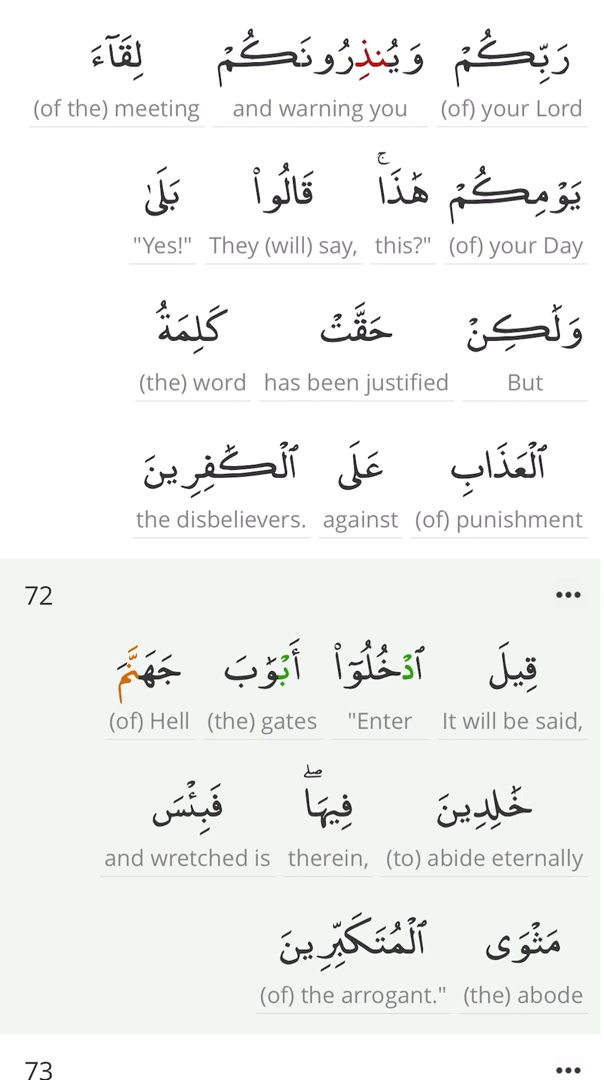 رَبِّكُمْ وَيُنذِرُونَكُمْ لِقَآءَ
(of the) meeting and warning you (of) your Lord
يَوْمِكُمْ هَٰذَا ۚ قَالُوا۟ بَلَىٰ
"Yes!" They (will) say, this?" (of) your Day
وَلَٰكِنْ حَقَّتْ كَلِمَةُ
(the) word has been justified But
ٱلْعَذَابِ عَلَى ٱلْكَٰفِرِينَ
the disbelievers. against (of) punishment
72 •••
قِيلَ ٱدْخُلُوٓا۟ أَبْوَٰبَ جَهَنَّمَ
(of) Hell (the) gates "Enter It will be said,
خَٰلِدِينَ فِيهَا ۖ فَبِئْسَ
and wretched is therein, (to) abide eternally
مَثْوَى ٱلْمُتَكَبِّرِينَ
(of) the arrogant." (the) abode
73 •••